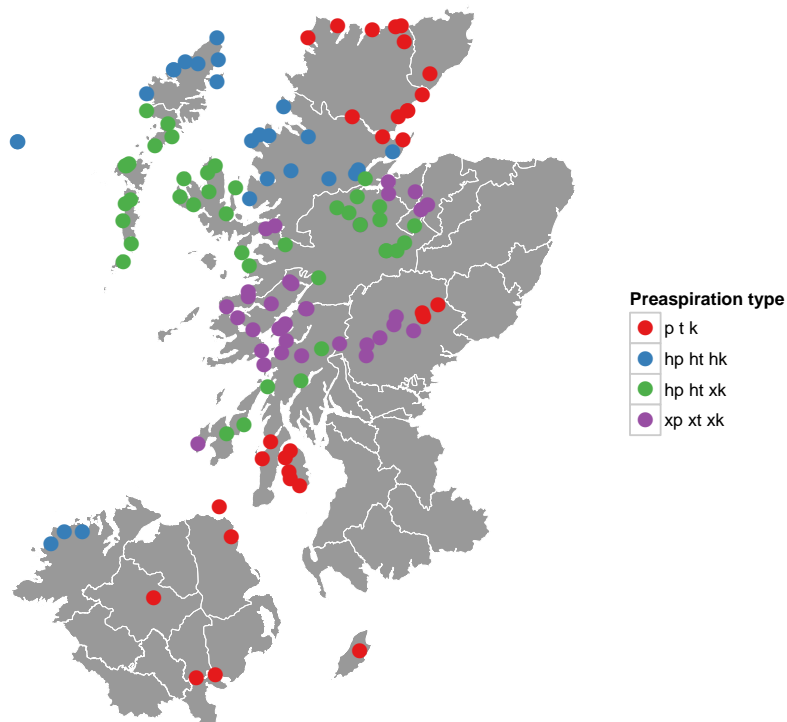 Preaspiration type
p t k
hp ht hk
hp ht xk
xp xt xk